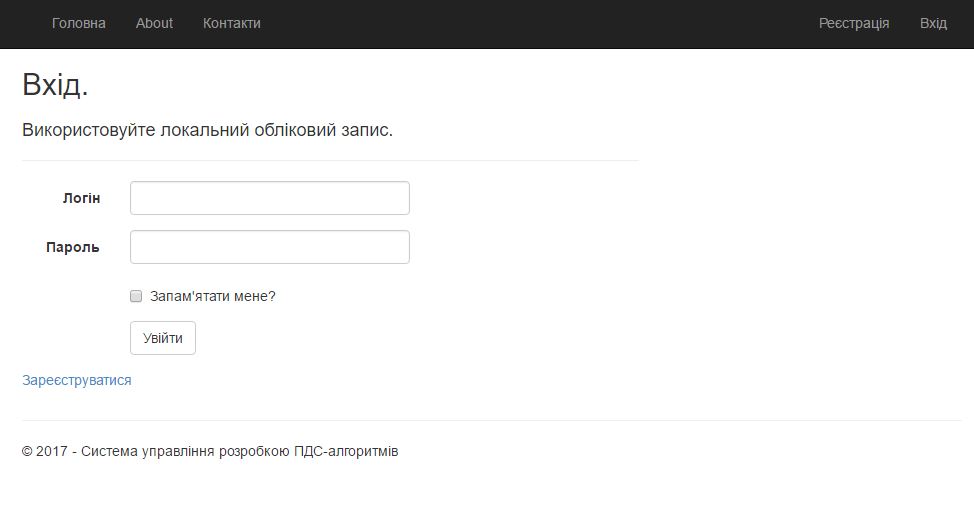 Головна About Контакти Реєстрація Вхід
Вхід.
Використовуйте локальний обліковий запис.
Логін
Пароль
Запам'ятати мене?
Увійти
Зареєструватися
© 2017 - Система управління розробкою ПДС-алгоритмів